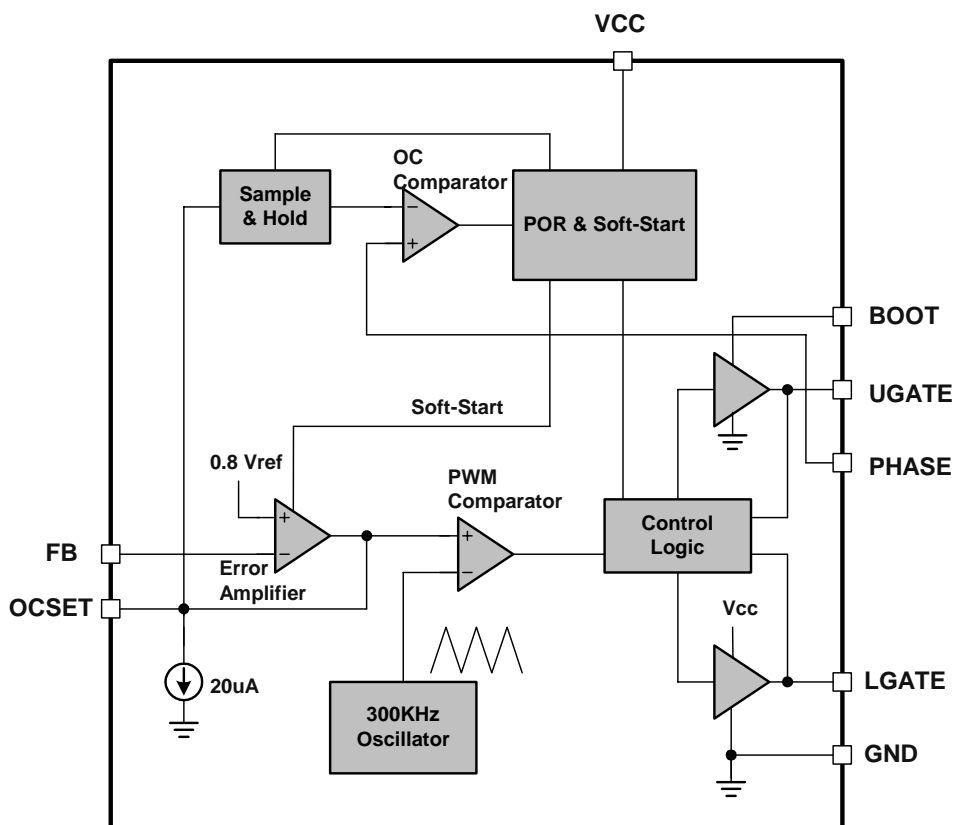 VCC
OC
Comparator
Sample
& Hold
POR & Soft-Start
−
+
BOOT
UGATE
Soft-Start
0.8 Vref
PWM
Comparator
PHASE
+
−
+
−
Control
Logic
FB
Error
Amplifier
OCSET
Vcc
20uA
LGATE
300KHz
Oscillator
GND